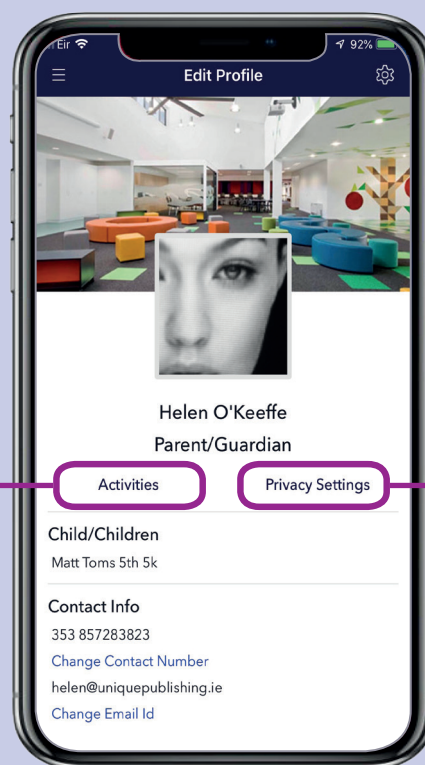 Eir 92%
Edit Profile
Helen O'Keeffe
Parent/Guardian
Activities Privacy Settings
Child/Children
Matt Toms 5th 5k
Contact Info
353 857283823
Change Contact Number
helen@uniquepublishing.ie
Change Email Id